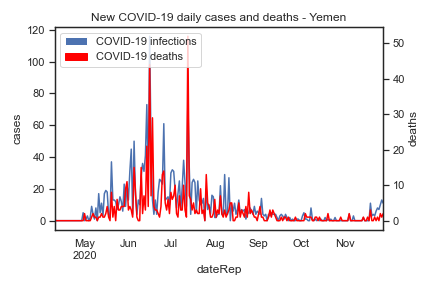 New COVID-19 daily cases and deaths - Yemen
COVID-19 infections
COVID-19 deaths
120
100
80
60
40
20
0
cases
50
40
30
20
10
0
deaths
May Jun Jul Aug Sep Oct Nov
2020
dateRep